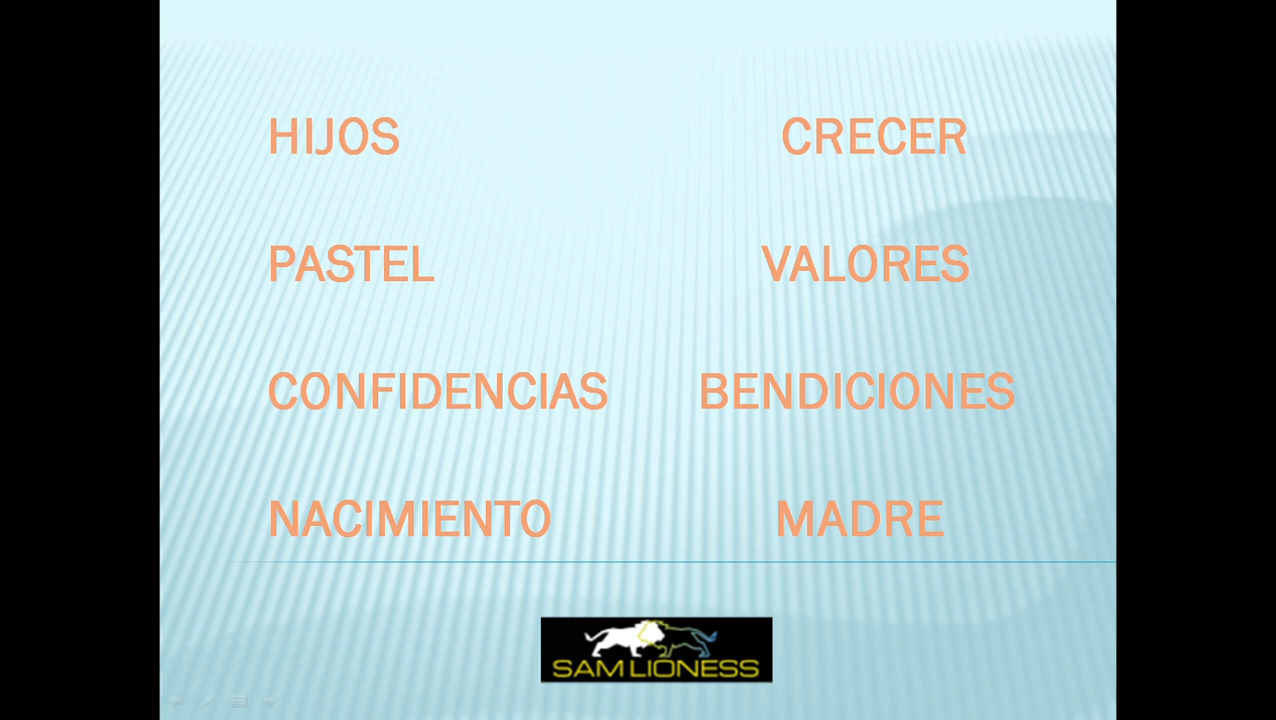 HIJOS CRECER
PASTEL VALORES
CONFIDENCIAS BENDICIONES
NACIMIENTO MADRE
SAM LIONESS